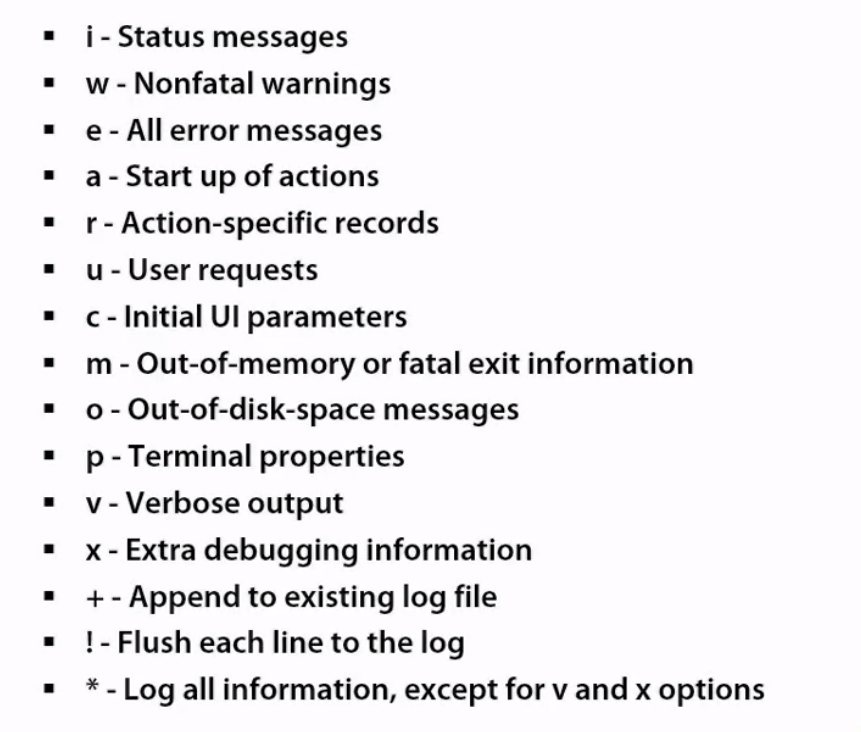 ▪ i - Status messages
▪ w - Nonfatal warnings
▪ e - All error messages
▪ a - Start up of actions
▪ r - Action-specific records
▪ u - User requests
▪ c - Initial UI parameters
▪ m - Out-of-memory or fatal exit information
▪ o - Out-of-disk-space messages
▪ p - Terminal properties
▪ v - Verbose output
▪ x - Extra debugging information
▪ + - Append to existing log file
▪ ! - Flush each line to the log
▪ * - Log all information, except for v and x options